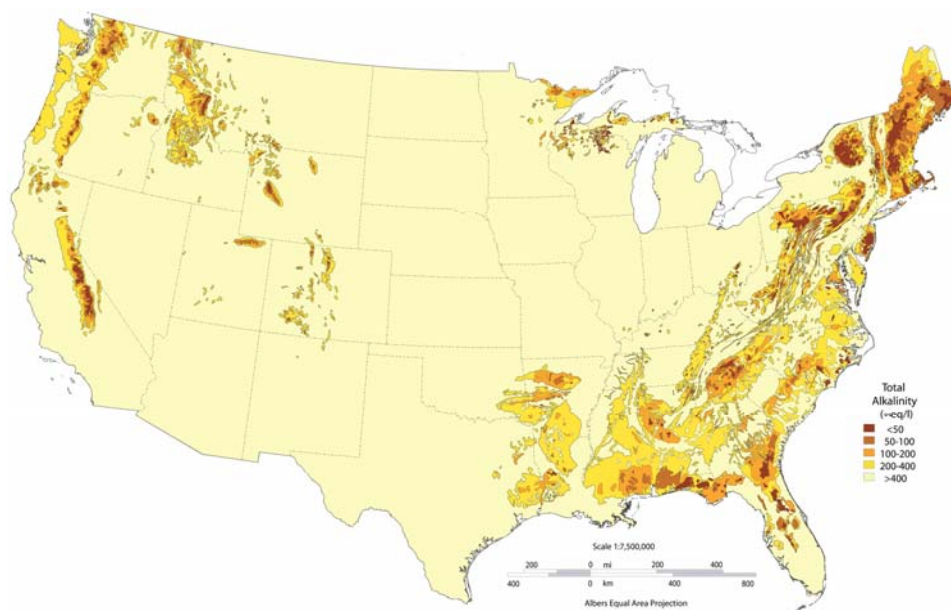 Total
Alkalinity
(∞eq/l)
<50
50-100
100-200
200-400
>400
Scale 1:7,500,000
200 0 mi 200 400
400 0 km 400 800
Albers Equal Area Projection